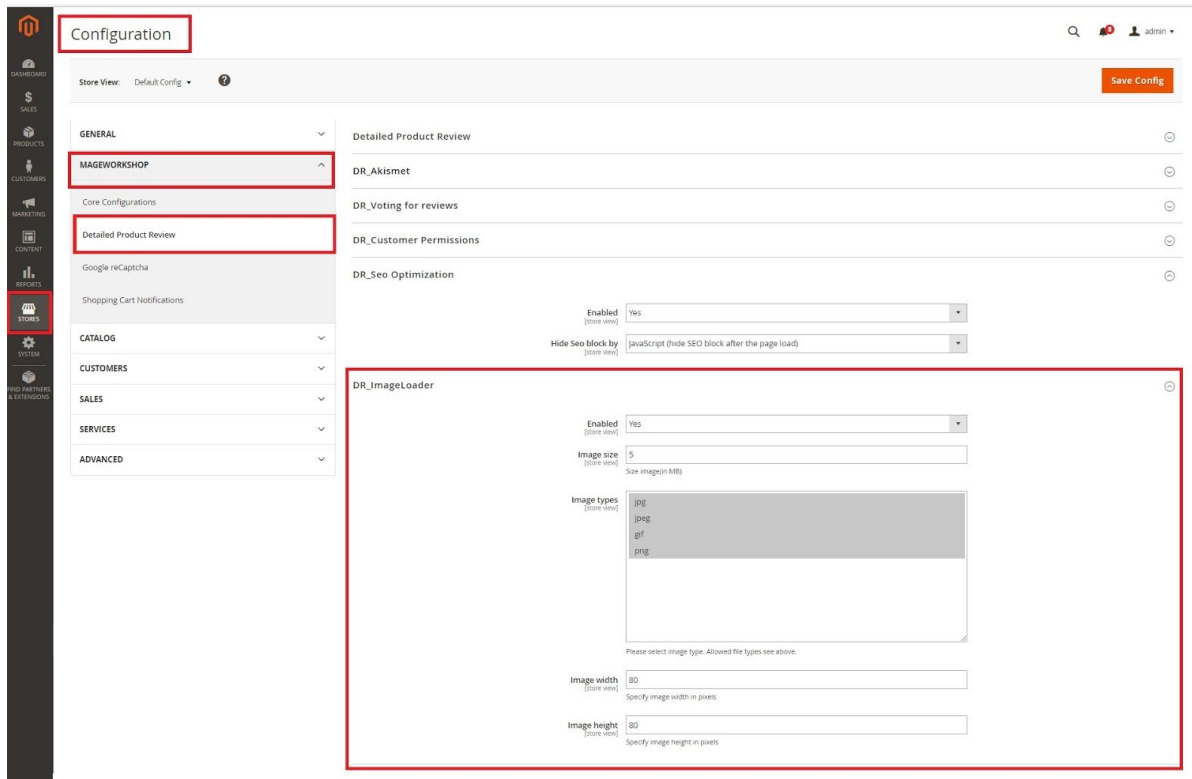 Configuration
admin
DASHBOARD
SALES
PRODUCTS
CUSTOMERS
MARKETING
CONTENT
REPORTS
STORES
SYSTEM
FIND PARTNERS
& EXTENSIONS
Store View: Default Config
?
Save Config
GENERAL
MAGEWORKSHOP
Core Configurations
Detailed Product Review
Google reCaptcha
Shopping Cart Notifications
CATALOG
CUSTOMERS
SALES
SERVICES
ADVANCED
Detailed Product Review
DR_Akismet
DR_Voting for reviews
DR_Customer Permissions
DR_Seo Optimization
Enabled Yes
[store view]
Hide Seo block by JavaScript (hide SEO block after the page load)
[store view]
DR_ImageLoader
Enabled Yes
[store view]
Image size 5
[store view]
Size image(in MB)
Image types
[store view]
jpg
jpeg
gif
png
Please select image type. Allowed file types see above.
Image width 80
[store view]
Specify image width in pixels
Image height 80
[store view]
Specify image height in pixels